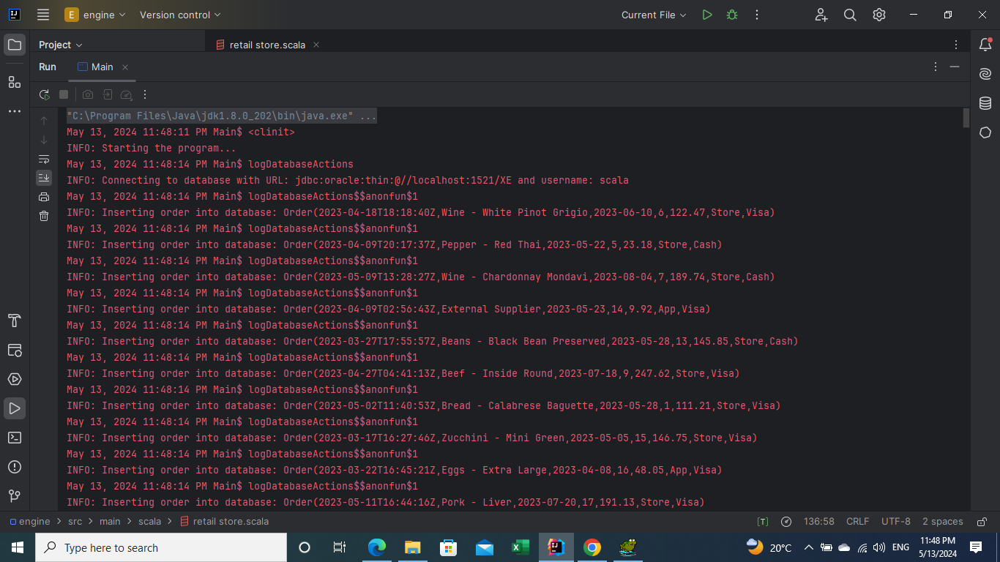 E engine Version control Current File
Project retail store.scala
Run Main
"C:\Program Files\Java\jdk1.8.0_202\bin\java.exe" ...
May 13, 2024 11:48:11 PM Main$ <clinit>
INFO: Starting the program...
May 13, 2024 11:48:14 PM Main$ logDatabaseActions
INFO: Connecting to database with URL: jdbc:oracle:thin:@//localhost:1521/XE and username: scala
May 13, 2024 11:48:14 PM Main$ logDatabaseActions$$anonfun$1
INFO: Inserting order into database: Order(2023-04-18T18:18:40Z,Wine - White Pinot Grigio,2023-06-10,6,122.47,Store,Visa)
May 13, 2024 11:48:14 PM Main$ logDatabaseActions$$anonfun$1
INFO: Inserting order into database: Order(2023-04-09T20:17:37Z,Pepper - Red Thai,2023-05-22,5,23.18,Store,Cash)
May 13, 2024 11:48:14 PM Main$ logDatabaseActions$$anonfun$1
INFO: Inserting order into database: Order(2023-05-09T13:28:27Z,Wine - Chardonnay Mondavi,2023-08-04,7,189.74,Store,Cash)
May 13, 2024 11:48:14 PM Main$ logDatabaseActions$$anonfun$1
INFO: Inserting order into database: Order(2023-04-09T02:56:43Z,External Supplier,2023-05-23,14,9.92,App,Visa)
May 13, 2024 11:48:14 PM Main$ logDatabaseActions$$anonfun$1
INFO: Inserting order into database: Order(2023-03-27T17:55:57Z,Beans - Black Bean Preserved,2023-05-28,13,145.85,Store,Cash)
May 13, 2024 11:48:14 PM Main$ logDatabaseActions$$anonfun$1
INFO: Inserting order into database: Order(2023-04-27T04:41:13Z,Beef - Inside Round,2023-07-18,9,247.62,Store,Visa)
May 13, 2024 11:48:14 PM Main$ logDatabaseActions$$anonfun$1
INFO: Inserting order into database: Order(2023-05-02T11:40:53Z,Bread - Calabrese Baguette,2023-05-28,1,111.21,Store,Visa)
May 13, 2024 11:48:14 PM Main$ logDatabaseActions$$anonfun$1
INFO: Inserting order into database: Order(2023-03-17T16:27:46Z,Zucchini - Mini Green,2023-05-05,15,146.75,Store,Visa)
May 13, 2024 11:48:14 PM Main$ logDatabaseActions$$anonfun$1
INFO: Inserting order into database: Order(2023-03-22T16:45:21Z,Eggs - Extra Large,2023-04-08,16,48.05,App,Visa)
May 13, 2024 11:48:14 PM Main$ logDatabaseActions$$anonfun$1
INFO: Inserting order into database: Order(2023-05-11T16:44:16Z,Pork - Liver,2023-07-20,17,191.13,Store,Visa)
engine > src > main > scala > retail store.scala [T] 136:58 CRLF UTF-8 2 spaces
Type here to search 20°C ENG 11:48 PM
5/13/2024